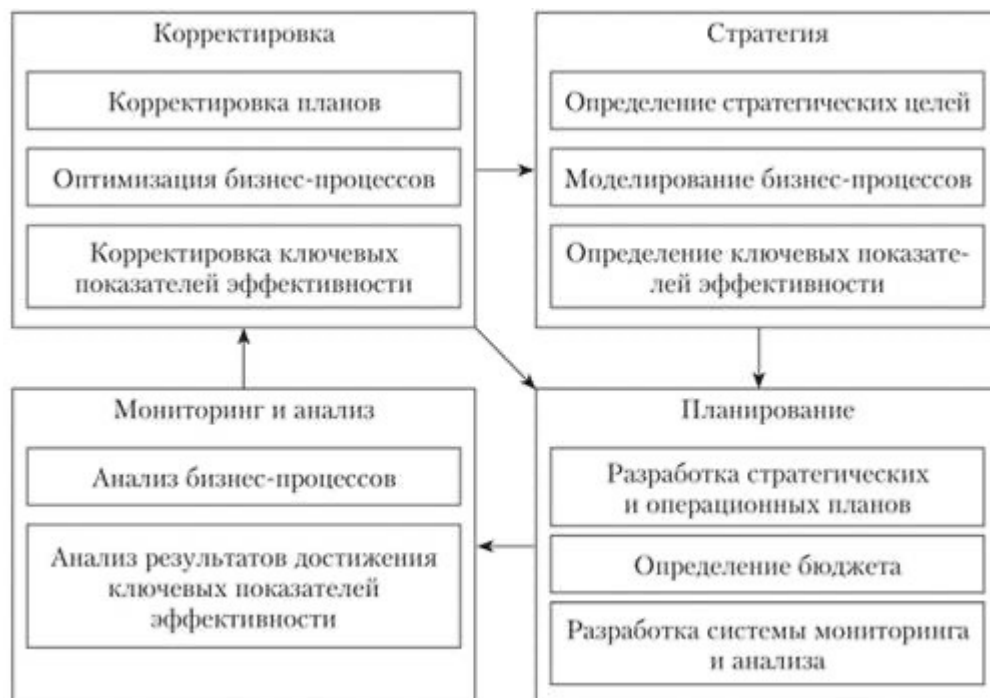 Корректировка
Корректировка планов
Оптимизация бизнес-процессов
Корректировка ключевых
показателей эффективности
Стратегия
Определение стратегических целей
Моделирование бизнес-процессов
Определение ключевых показате-
лей эффективности
Мониторинг и анализ
Анализ бизнес-процессов
Анализ результатов достижения
ключевых показателей
эффективности
Планирование
Разработка стратегических
и операционных планов
Определение бюджета
Разработка системы мониторинга
и анализа